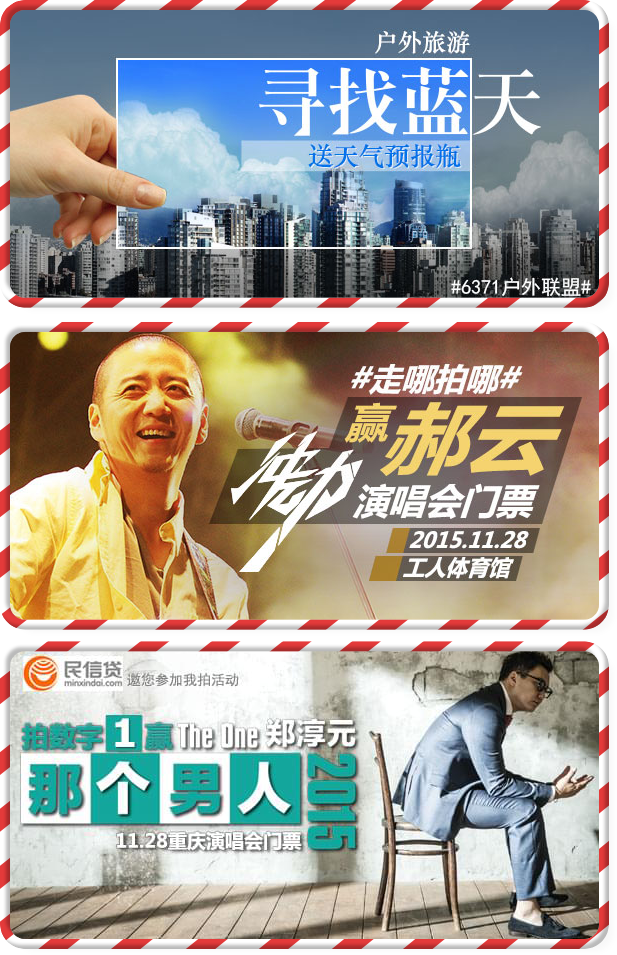 户外旅游
寻找蓝天
送天气预报瓶
#6371户外联盟#
#走哪拍哪#
赢郝云
演唱会门票
2015.11.28
工人体育馆
民信贷
minxindai.com
邀您参加我拍活动
拍数字1赢The One 郑淳元
那个男人
2015
11.28重庆演唱会门票